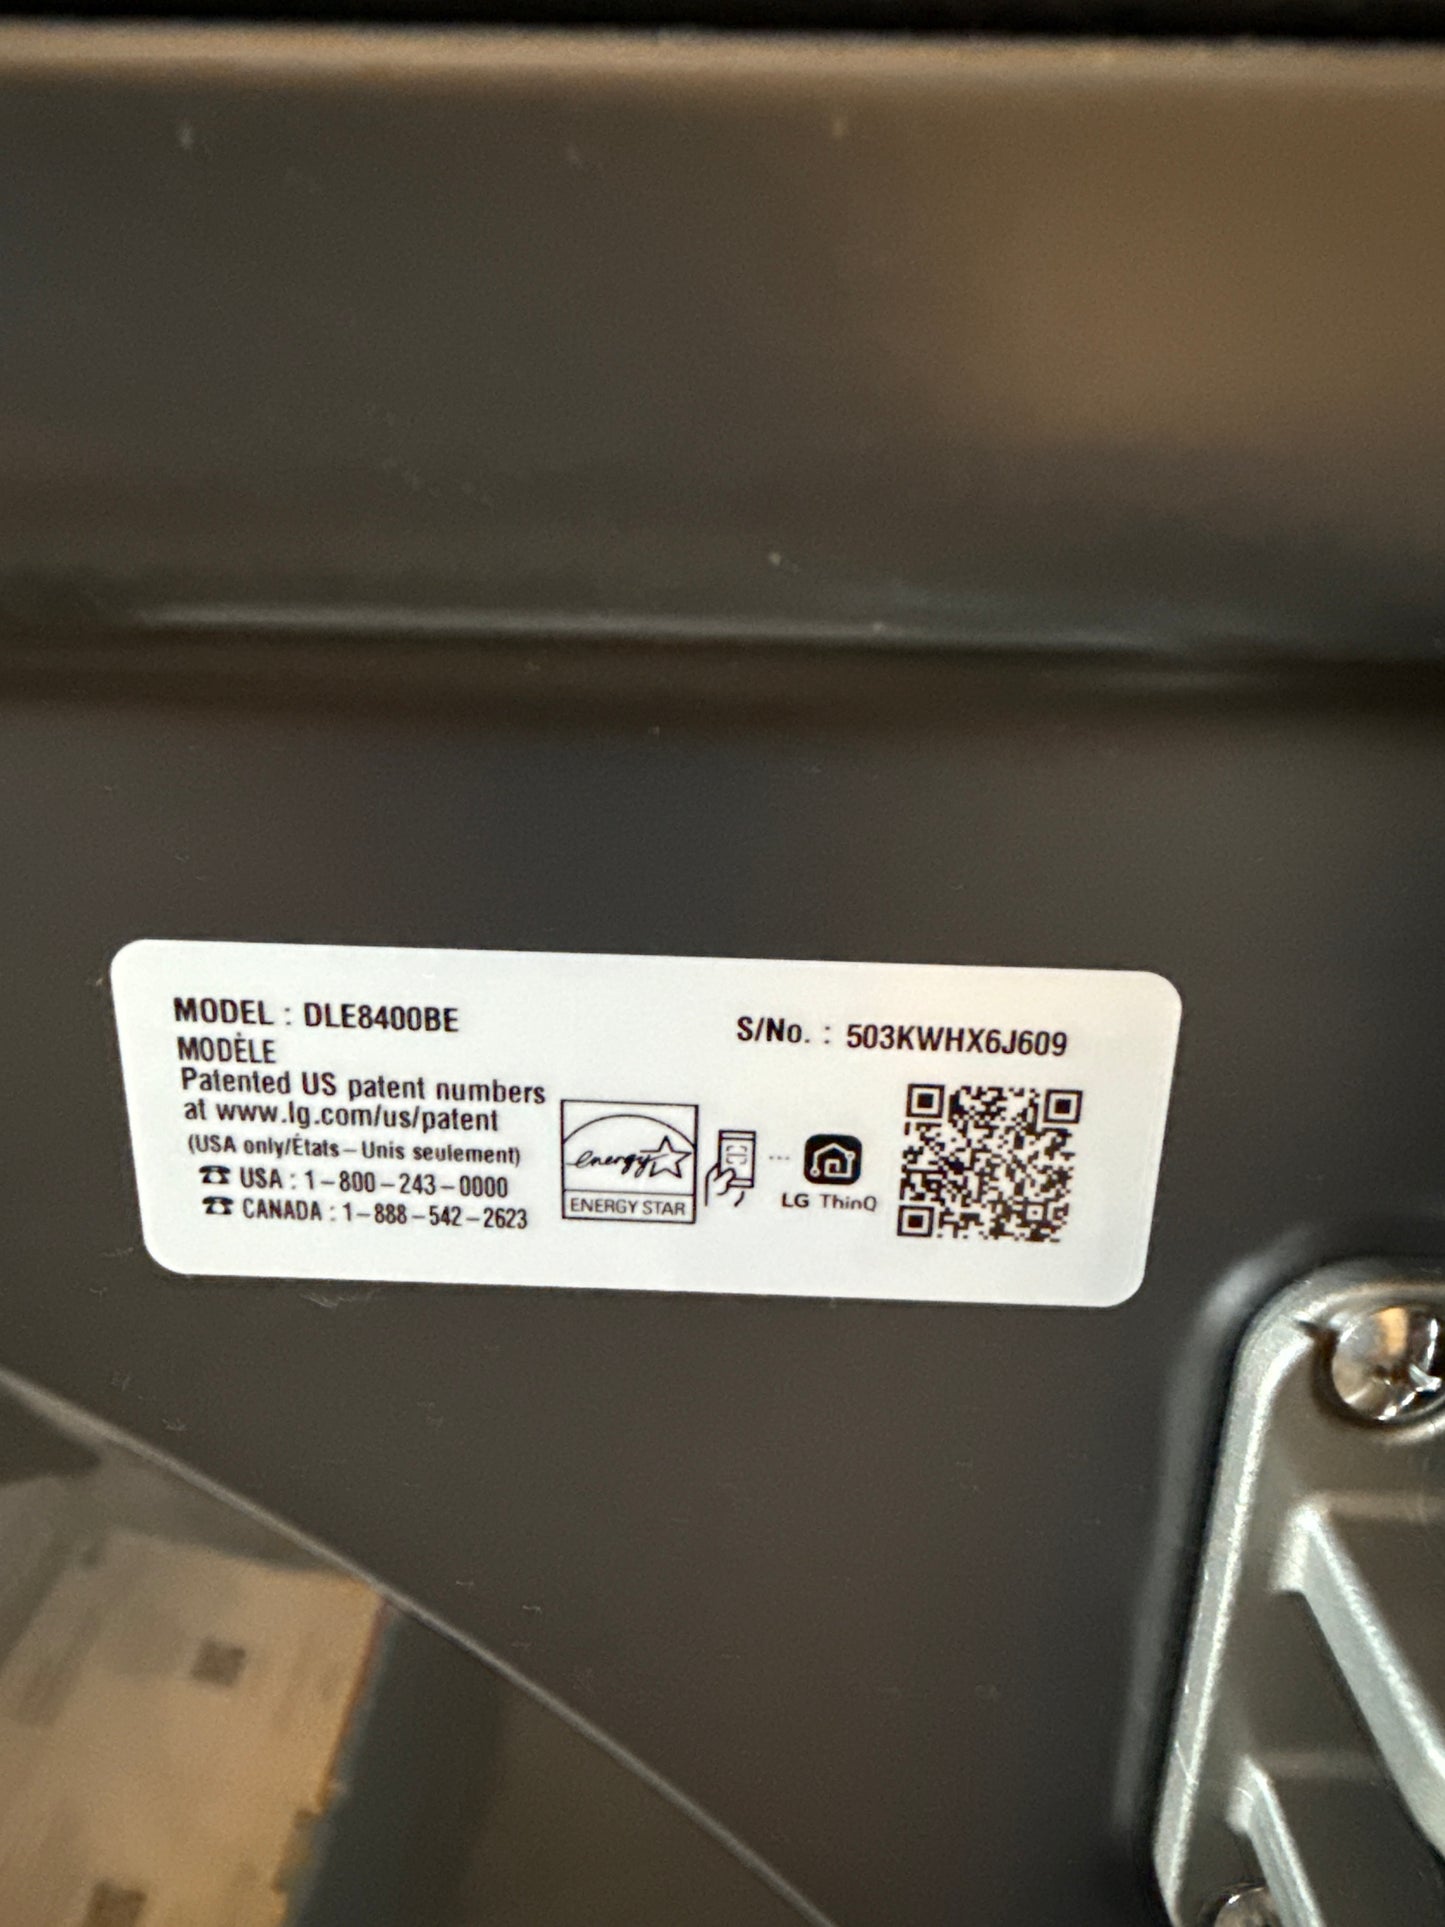 MODEL : DLE8400BE
MODÈLE
Patented US patent numbers
at www.lg.com/us/patent
(USA only/États-Unis seulement)
☎ USA : 1-800-243-0000
☎ CANADA : 1-888-542-2623
S/No. : 503KWHX6J609
energy
ENERGY STAR
LG ThinQ